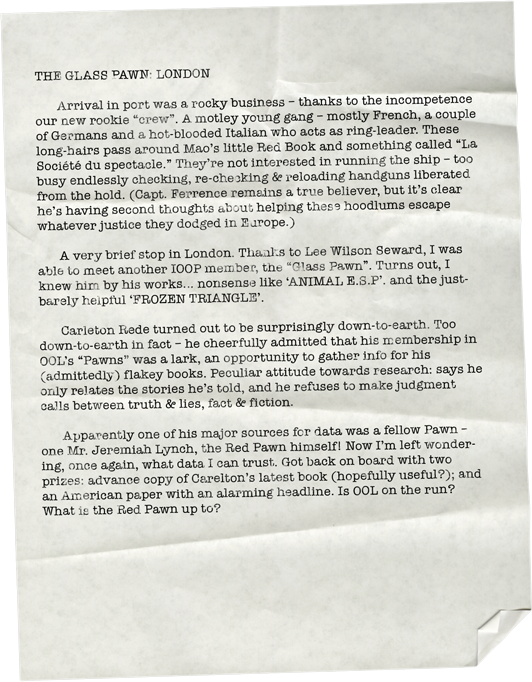 THE GLASS PAWN: LONDON
Arrival in port was a rocky business – thanks to the incompetence
our new rookie "crew". A motley young gang – mostly French, a couple
of Germans and a hot-blooded Italian who acts as ring-leader. These
long-hairs pass around Mao's little Red Book and something called "La
Société du spectacle." They're not interested in running the ship – too
busy endlessly checking, re-checking & reloading handguns liberated
from the hold. (Capt. Ferrence remains a true believer, but it's clear
he's having second thoughts about helping these hoodlums escape
whatever justice they dodged in Europe.)
A very brief stop in London. Thanks to Lee Wilson Seward, I was
able to meet another IOOP member, the "Glass Pawn". Turns out, I
knew him by his works... nonsense like 'ANIMAL E.S.P'. and the just-
barely helpful 'FROZEN TRIANGLE'.
Carleton Rede turned out to be surprisingly down-to-earth. Too
down-to-earth in fact – he cheerfully admitted that his membership in
OOL's "Pawns" was a lark, an opportunity to gather info for his
(admittedly) flakey books. Peculiar attitude towards research: says he
only relates the stories he's told, and he refuses to make judgment
calls between truth & lies, fact & fiction.
Apparently one of his major sources for data was a fellow Pawn –
one Mr. Jeremiah Lynch, the Red Pawn himself! Now I'm left wonder-
ing, once again, what data I can trust. Got back on board with two
prizes: advance copy of Carelton's latest book (hopefully useful?); and
an American paper with an alarming headline. Is OOL on the run?
What is the Red Pawn up to?